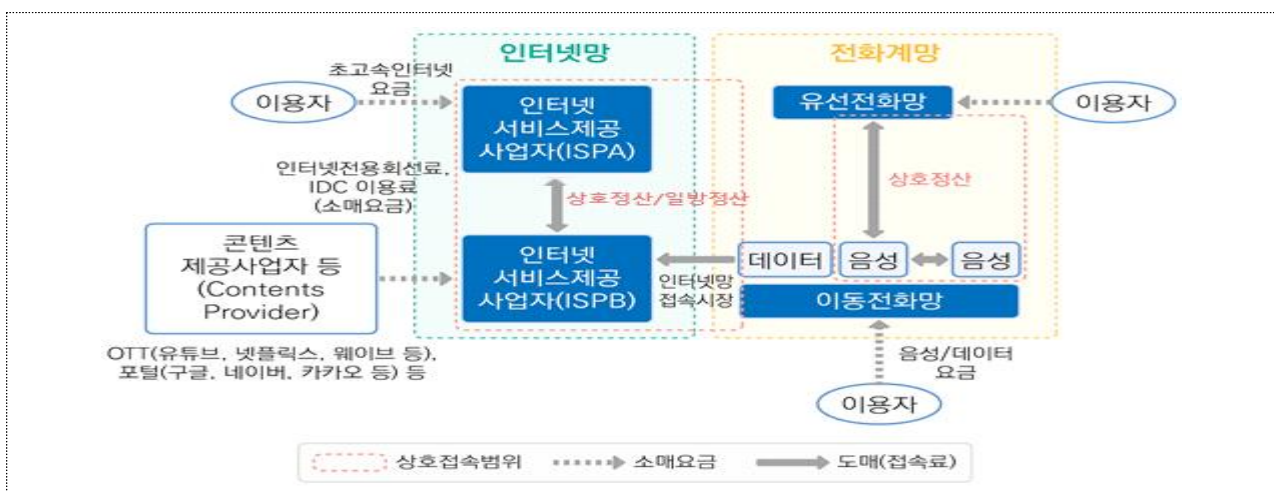 인터넷망
전화계망
초고속인터넷
요금
이용자
인터넷
서비스제공
사업자(ISPA)
유선전화망
이용자
인터넷전용회선료,
IDC 이용료
(소매요금)
상호정산/일방정산
상호정산
콘텐츠
제공사업자 등
(Contents
Provider)
인터넷
서비스제공
사업자(ISPB)
인터넷망
접속시장
데이터
음성
음성
이동전화망
OTT(유튜브, 넷플릭스, 웨이브 등),
포털(구글, 네이버, 카카오 등) 등
음성/데이터
요금
이용자
상호접속범위
소매요금
도매(접속료)